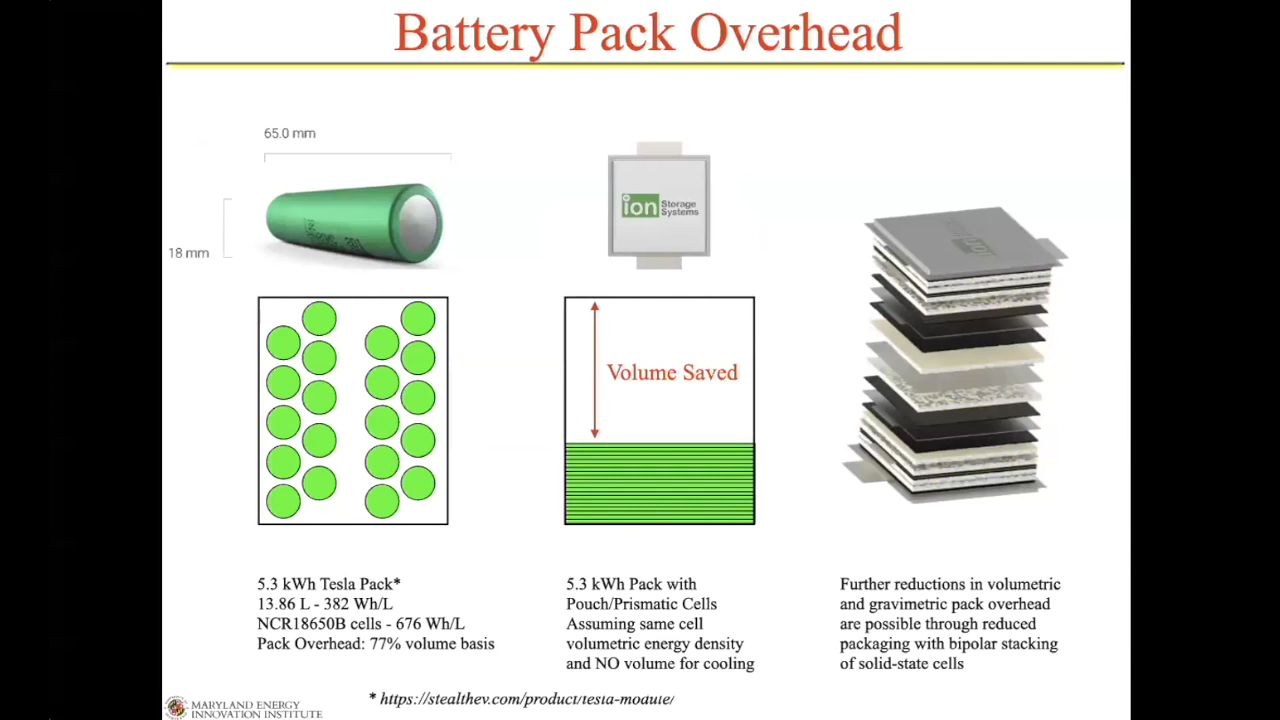 Battery Pack Overhead
65.0 mm
18 mm
ion Storage
Systems
Volume Saved
5.3 kWh Tesla Pack*
13.86 L - 382 Wh/L
NCR18650B cells - 676 Wh/L
Pack Overhead: 77% volume basis
5.3 kWh Pack with
Pouch/Prismatic Cells
Assuming same cell
volumetric energy density
and NO volume for cooling
Further reductions in volumetric
and gravimetric pack overhead
are possible through reduced
packaging with bipolar stacking
of solid-state cells
* https://stealthev.com/product/tesla-module/
MARYLAND ENERGY
INNOVATION INSTITUTE